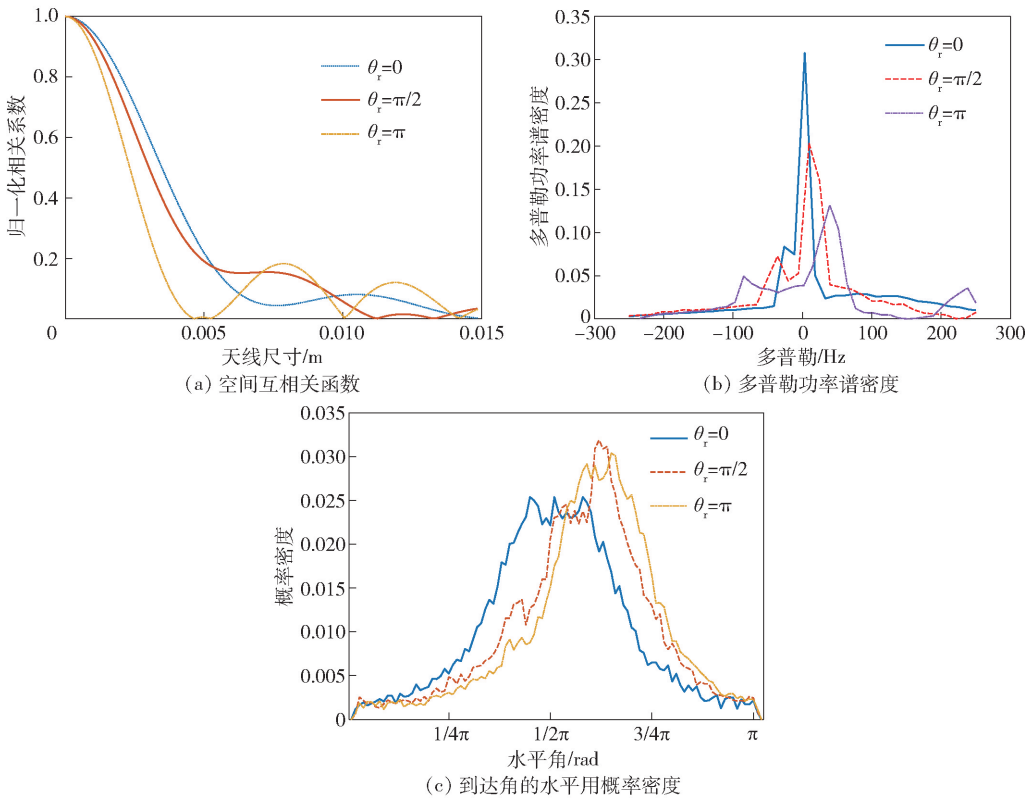 归一化相关系数
1.0
0.8
0.6
0.4
0.2
0
0.005
0.010
0.015
θr=0
θr=π/2
θr=π
天线尺寸/m
(a) 空间互相关函数
多普勒功率谱密度
0.35
0.30
0.25
0.20
0.15
0.10
0.05
0
−300
−200
−100
0
100
200
300
θr=0
θr=π/2
θr=π
多普勒/Hz
(b) 多普勒功率谱密度
概率密度
0.035
0.030
0.025
0.020
0.015
0.010
0.005
0
1/4π
1/2π
3/4π
π
θr=0
θr=π/2
θr=π
水平角/rad
(c) 到达角的水平用概率密度